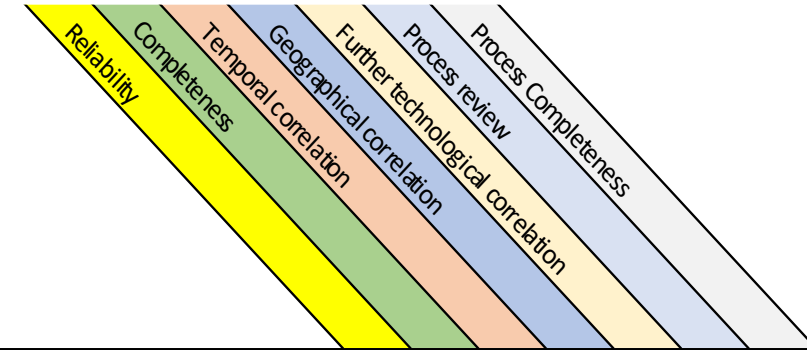 Reliability
Completeness
Temporal correlation
Geographical correlation
Further technological correlation
Process review
Process Completeness